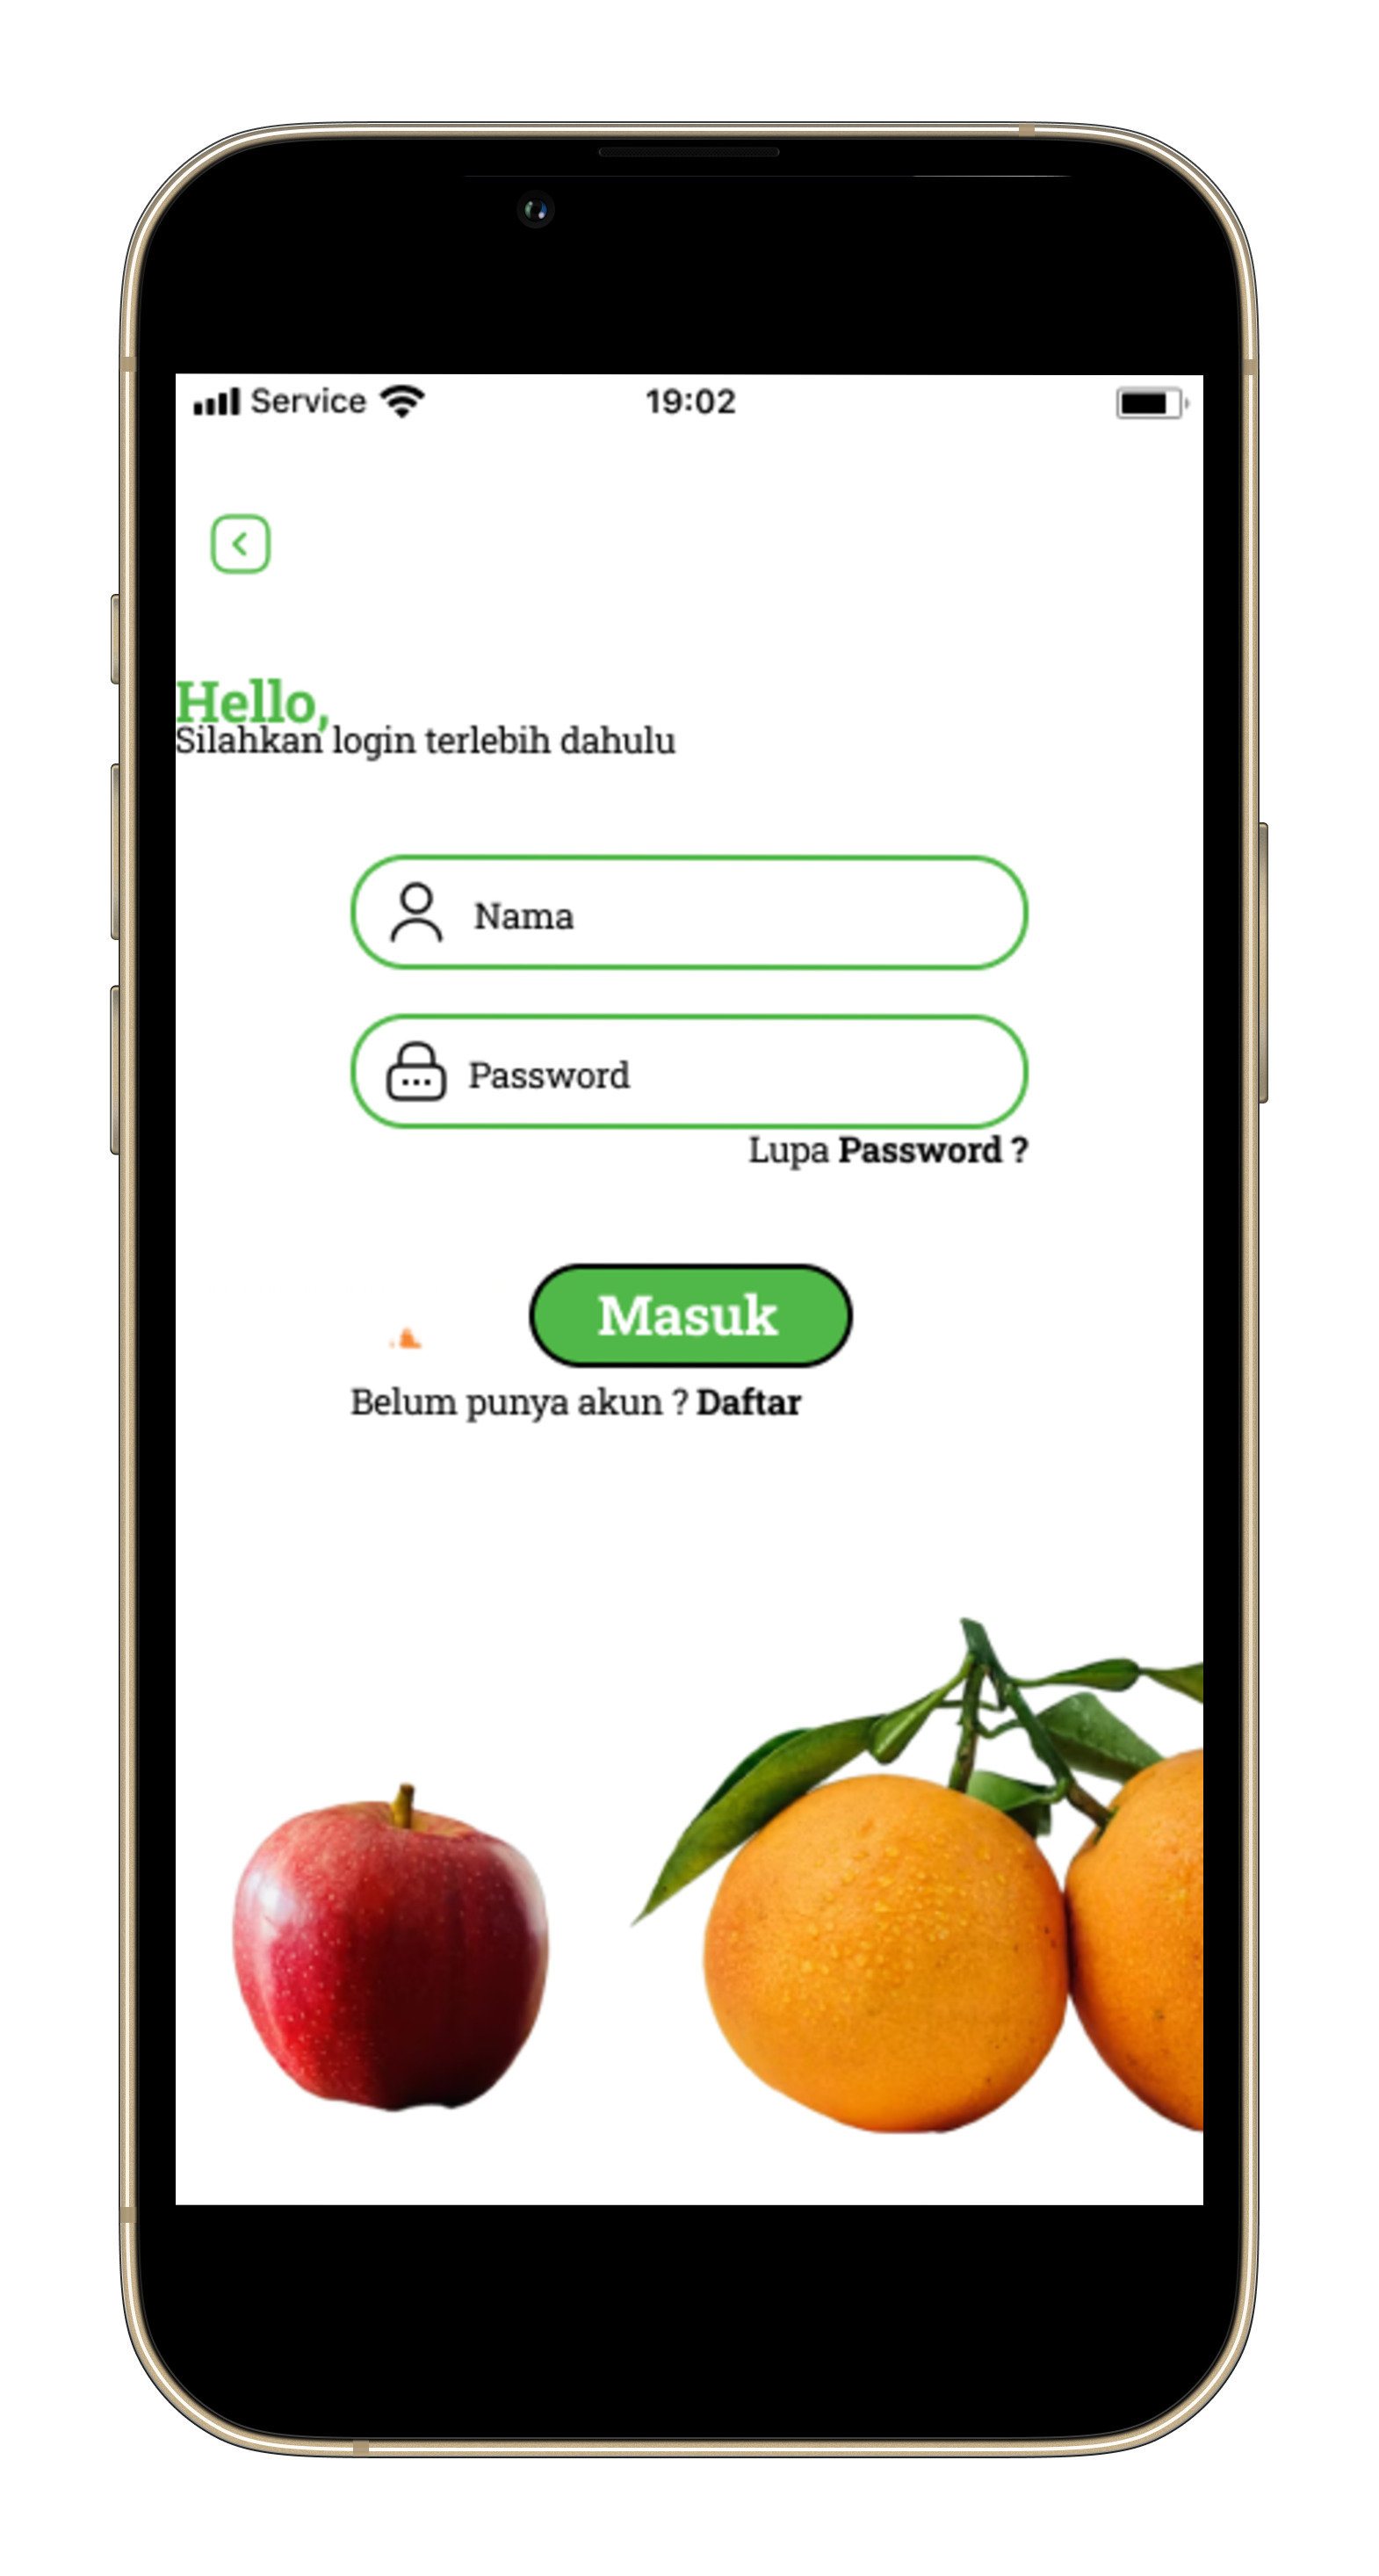 Service 19:02
Hello,
Silahkan login terlebih dahulu
Nama
Password
Lupa Password ?
Masuk
Belum punya akun ? Daftar